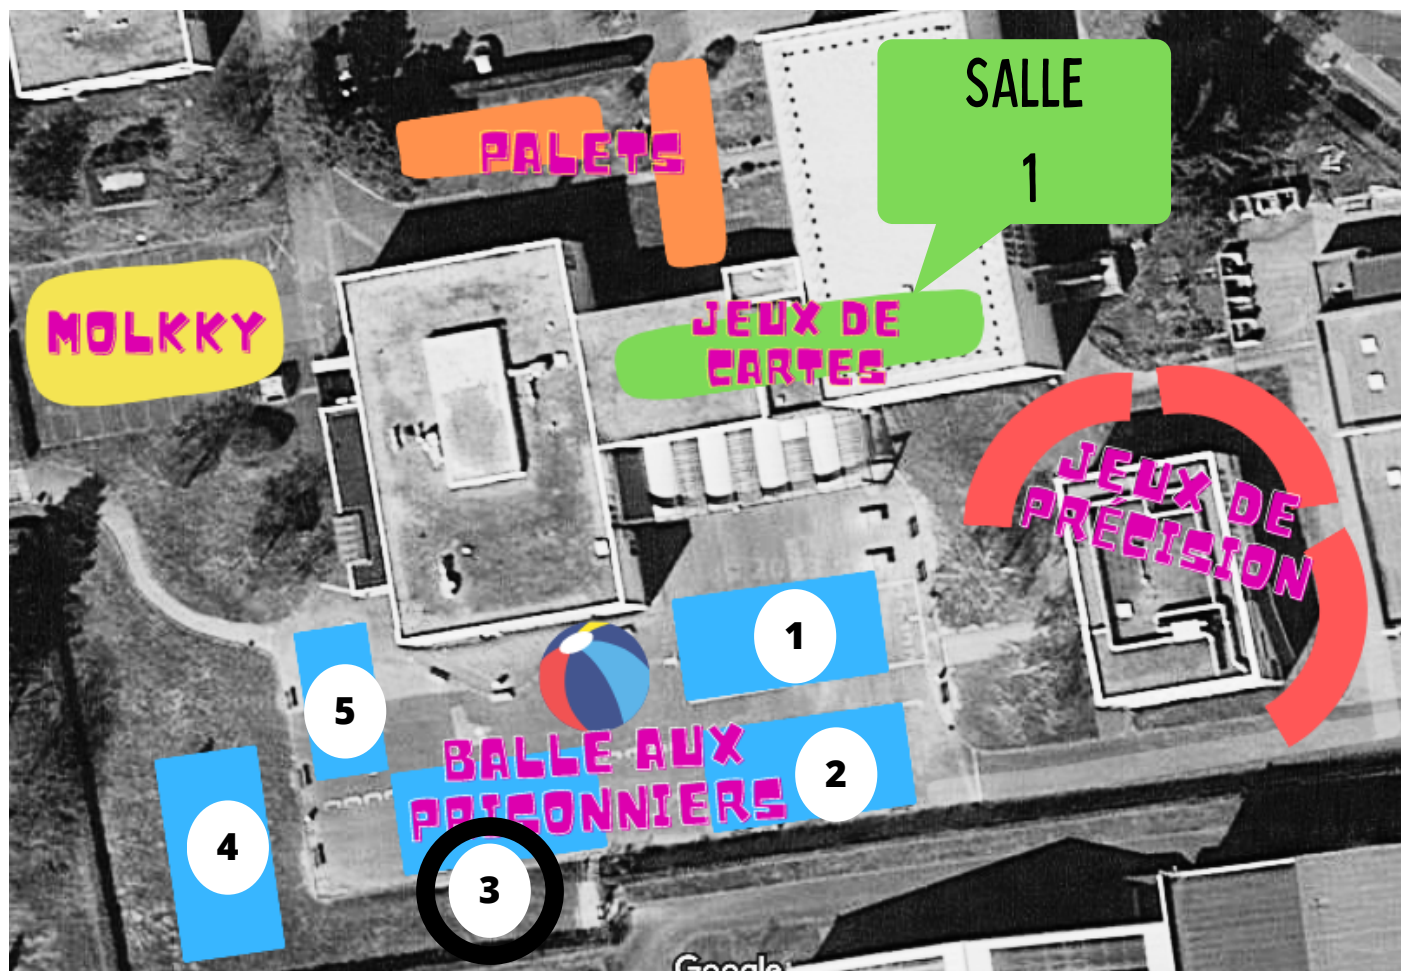 SALLE
1
PALETS
MOLKKY
JEUX DE
CARTES
JEUX DE
PRÉCISION
1
5
BALLE AUX
PRISONNIERS
2
4
3
Google